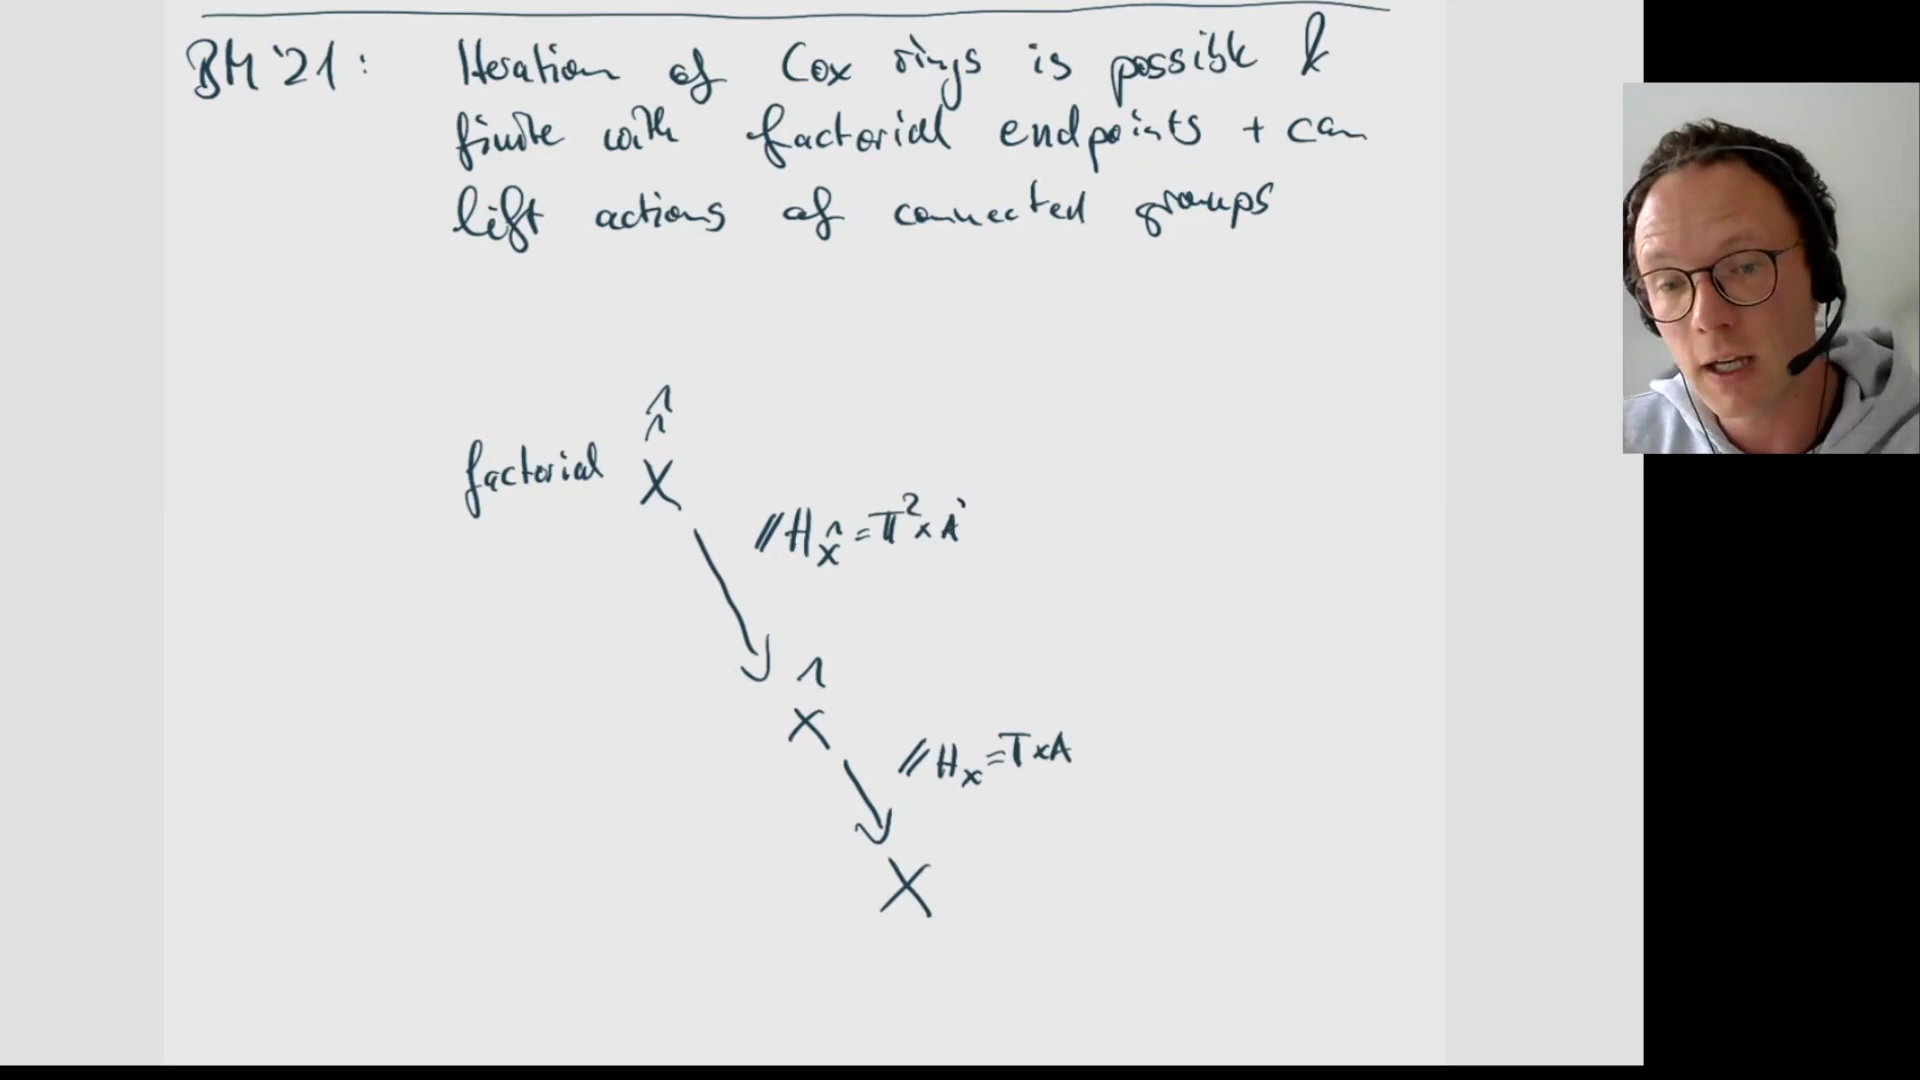 BM '21: Iteration of Cox rings is possible &
finite with factorial endpoints + can
lift actions of connected groups
factorial X̂̂
//H_X̂ = T² × A'
X̂
//H_X = T × A
X